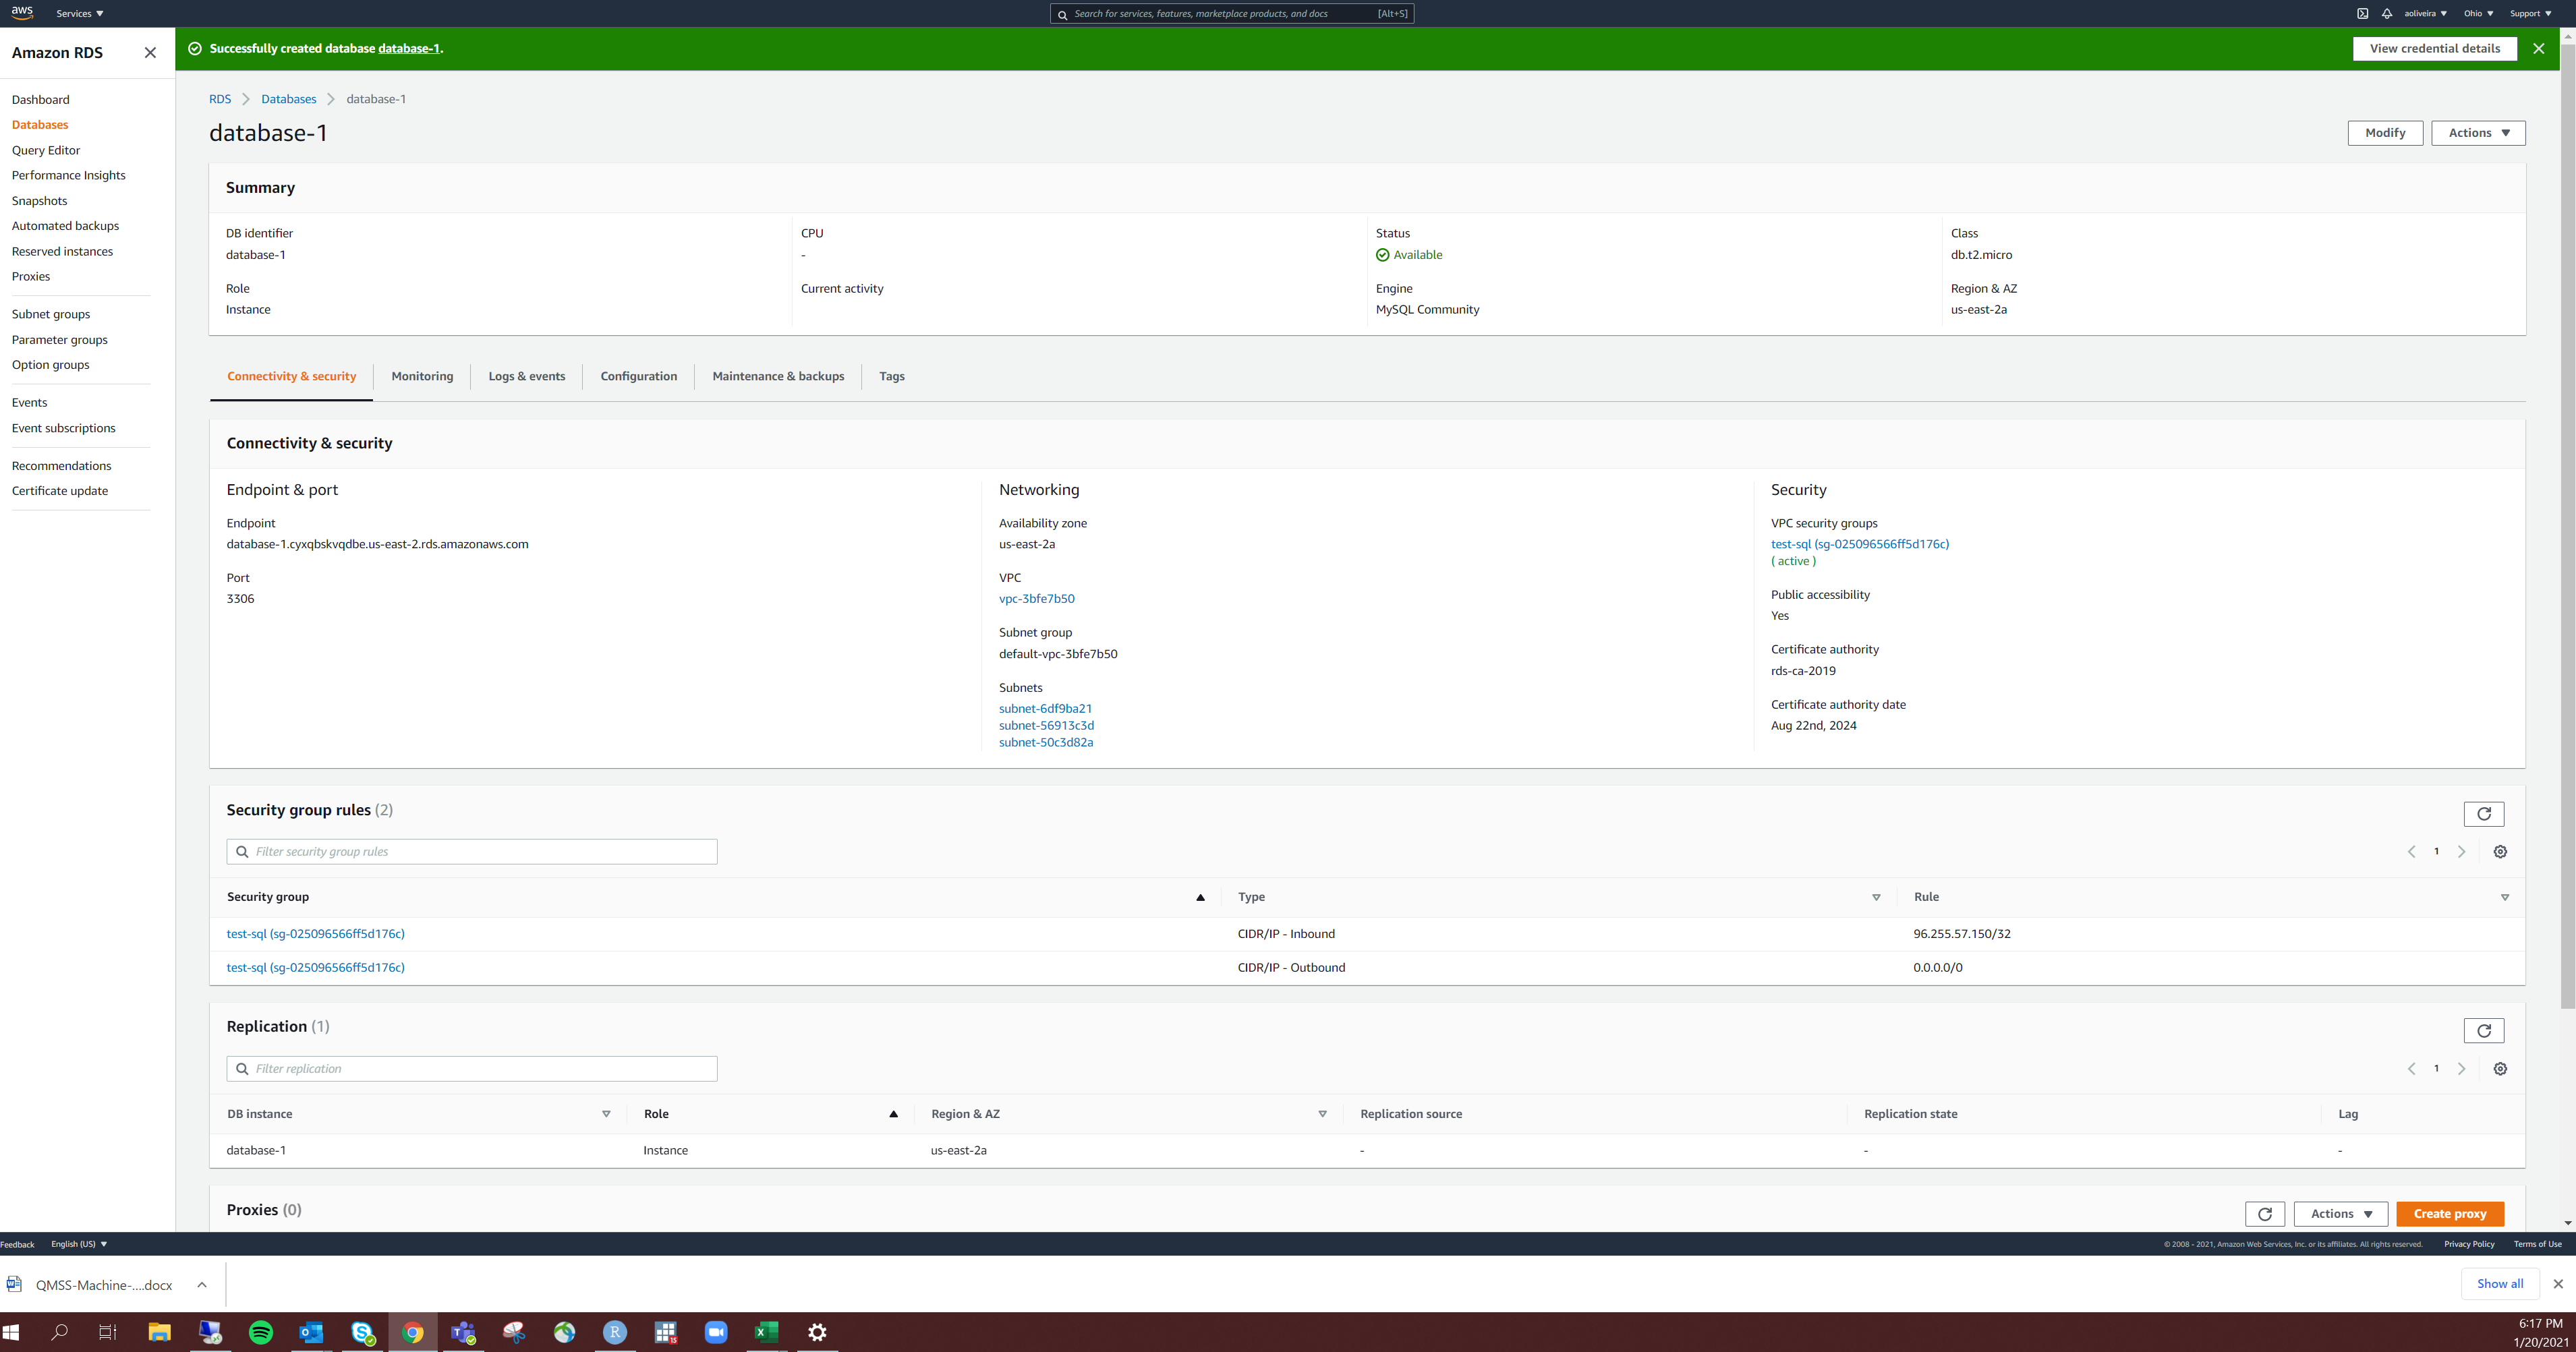 aws
Services
Search for services, features, marketplace products, and docs [Alt+S]
aoliveira
Ohio
Support
Amazon RDS
Dashboard
Databases
Query Editor
Performance Insights
Snapshots
Automated backups
Reserved instances
Proxies
Subnet groups
Parameter groups
Option groups
Events
Event subscriptions
Recommendations
Certificate update
Successfully created database database-1.
View credential details
RDS Databases database-1
database-1
Modify
Actions
Summary
DB identifier
database-1
CPU
-
Status
Available
Class
db.t2.micro
Role
Instance
Current activity
Engine
MySQL Community
Region & AZ
us-east-2a
Connectivity & security
Monitoring
Logs & events
Configuration
Maintenance & backups
Tags
Connectivity & security
Endpoint & port
Endpoint
database-1.cyxqbskvqdbe.us-east-2.rds.amazonaws.com
Port
3306
Networking
Availability zone
us-east-2a
VPC
vpc-3bfe7b50
Subnet group
default-vpc-3bfe7b50
Subnets
subnet-6df9ba21
subnet-56913c3d
subnet-50c3d82a
Security
VPC security groups
test-sql (sg-025096566ff5d176c)
( active )
Public accessibility
Yes
Certificate authority
rds-ca-2019
Certificate authority date
Aug 22nd, 2024
Security group rules (2)
Filter security group rules
1
Security group Type Rule
test-sql (sg-025096566ff5d176c) CIDR/IP - Inbound 96.255.57.150/32
test-sql (sg-025096566ff5d176c) CIDR/IP - Outbound 0.0.0.0/0
Replication (1)
Filter replication
1
DB instance Role Region & AZ Replication source Replication state Lag
database-1 Instance us-east-2a - - -
Proxies (0)
Actions
Create proxy
Feedback English (US)
© 2008 - 2021, Amazon Web Services, Inc. or its affiliates. All rights reserved. Privacy Policy Terms of Use
QMSS-Machine-....docx
Show all
6:17 PM
1/20/2021